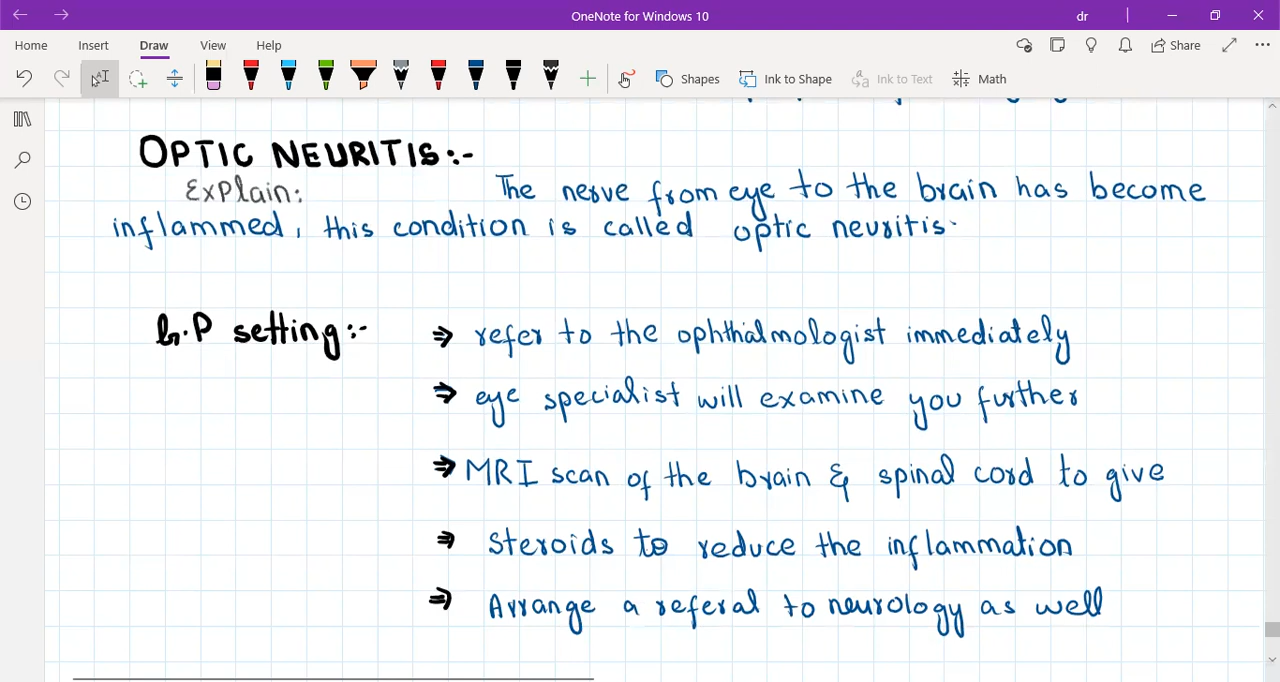 OneNote for Windows 10
dr
Home Insert Draw View Help
Share
Shapes Ink to Shape Ink to Text Math
OPTIC NEURITIS:-
Explain: The nerve from eye to the brain has become
inflammed, this condition is called optic neuritis.
G.P setting:- ⇒ refer to the ophthalmologist immediately
⇒ eye specialist will examine you further
⇒ MRI scan of the brain & spinal cord to give
⇒ Steroids to reduce the inflammation
⇒ Arrange a referal to neurology as well